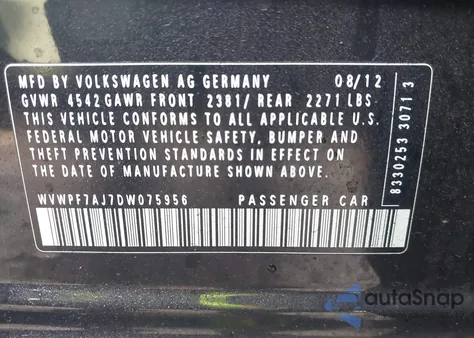 MFD BY VOLKSWAGEN AG GERMANY 08/12
GVWR 4542 GAWR FRONT 2381/ REAR 2271 LBS
THIS VEHICLE CONFORMS TO ALL APPLICABLE U.S.
FEDERAL MOTOR VEHICLE SAFETY, BUMPER AND
THEFT PREVENTION STANDARDS IN EFFECT ON
THE DATE OF MANUFACTURE SHOWN ABOVE.
WVWPF7AJ7DW075956 PASSENGER CAR
8330253 3071 3
autoSnap